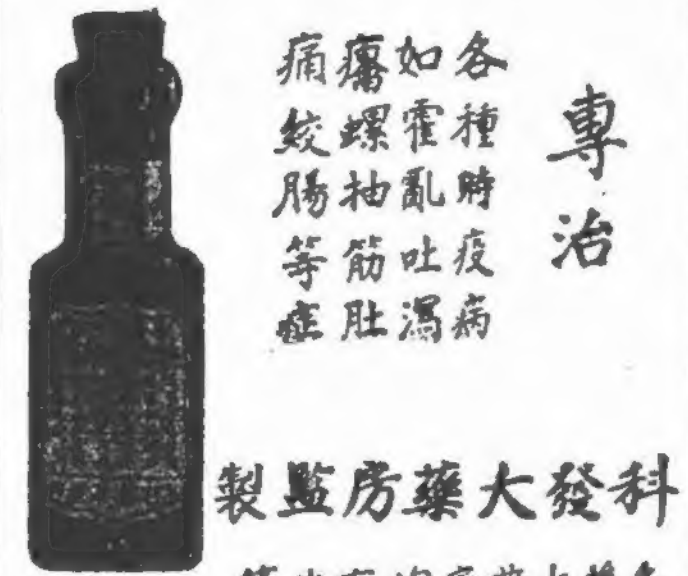 專治
各種時疫病
如霍亂吐瀉
癟螺抽筋肚
痛絞腸等症
科發大藥房監製